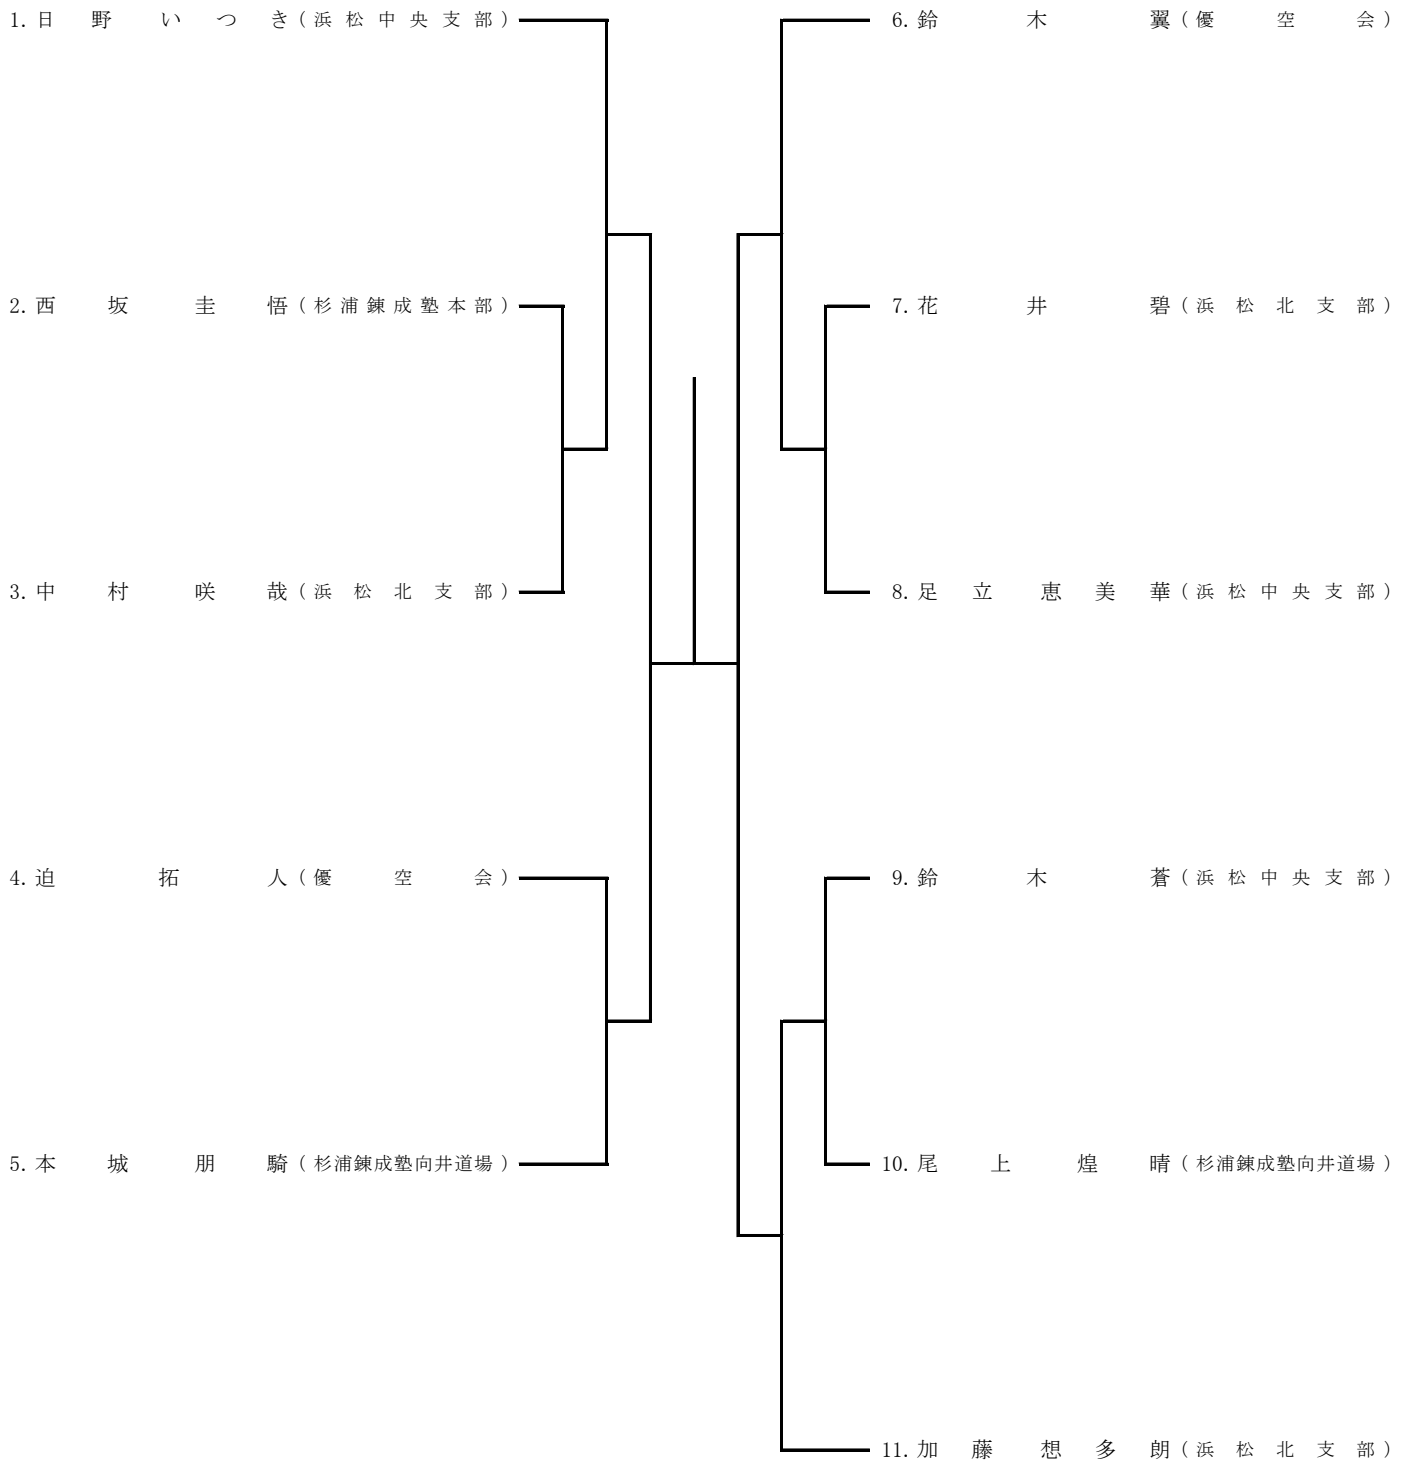 1. 日野いつき(浜松中央支部)
2. 西坂圭悟(杉浦錬成塾本部)
3. 中村咲哉(浜松北支部)
4. 迫拓人(優空会)
5. 本城朋騎(杉浦錬成塾向井道場)
6. 鈴木翼(優空会)
7. 花井碧(浜松北支部)
8. 足立恵美華(浜松中央支部)
9. 鈴木蒼(浜松中央支部)
10. 尾上煌晴(杉浦錬成塾向井道場)
11. 加藤想多朗(浜松北支部)